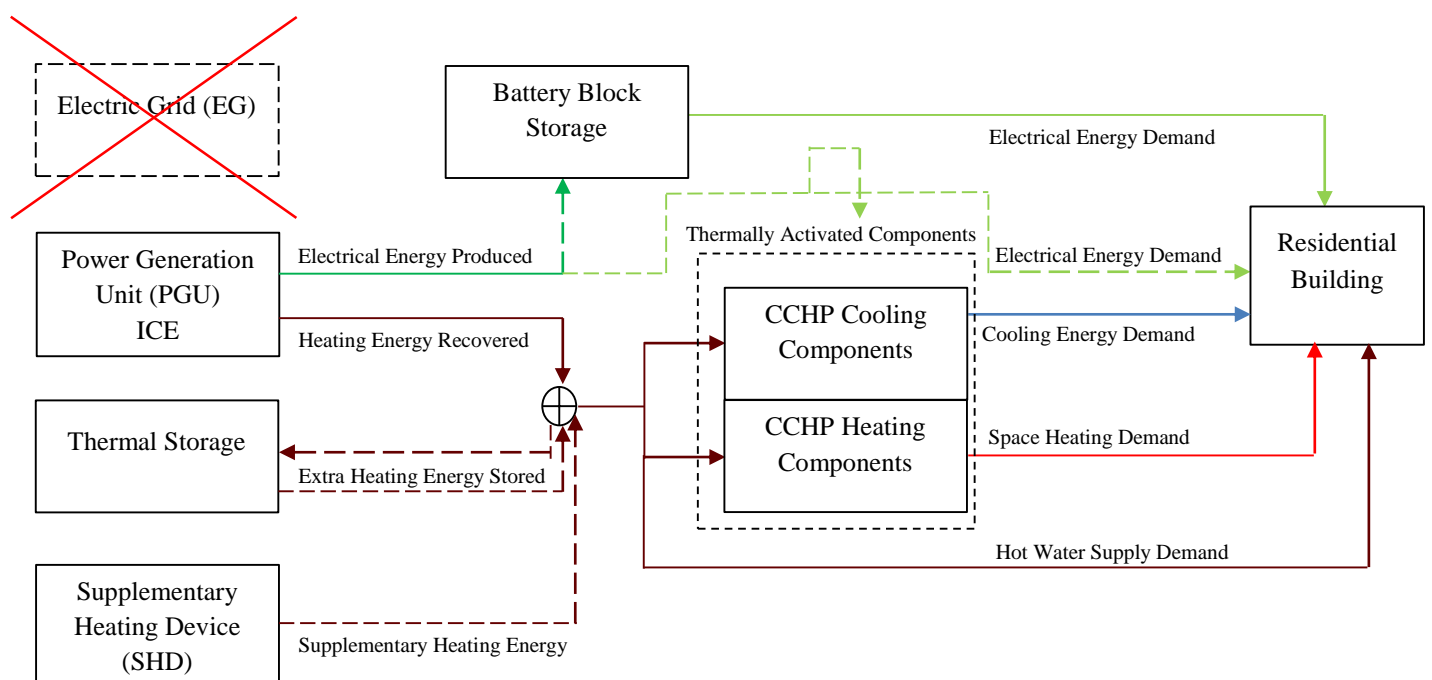 Electric Grid (EG)
Battery Block
Storage
Electrical Energy Demand
Power Generation
Unit (PGU)
ICE
Electrical Energy Produced
Heating Energy Recovered
Thermally Activated Components
Electrical Energy Demand
Residential
Building
CCHP Cooling
Components
Cooling Energy Demand
Thermal Storage
Extra Heating Energy Stored
CCHP Heating
Components
Space Heating Demand
Hot Water Supply Demand
Supplementary
Heating Device
(SHD)
Supplementary Heating Energy